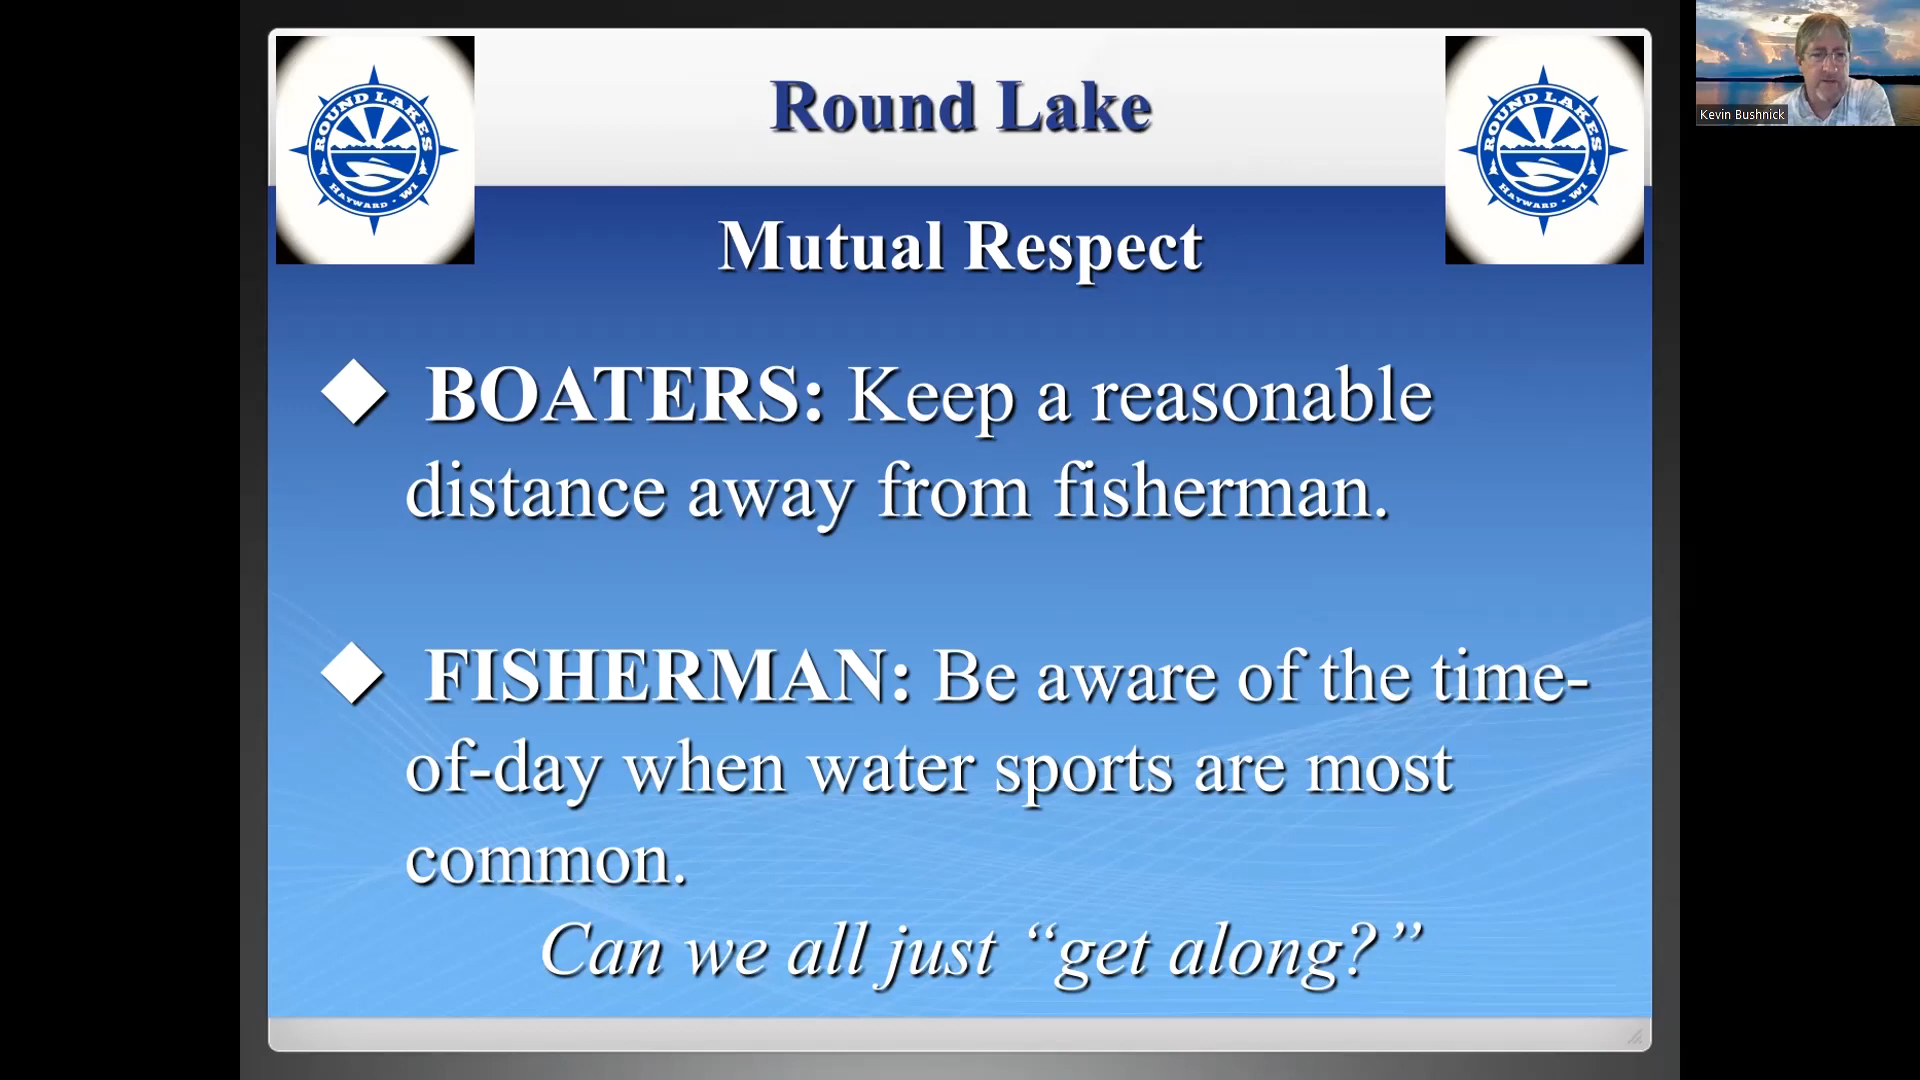 ROUND LAKES
HAYWARD · WI
Round Lake
ROUND LAKES
HAYWARD · WI
Kevin Bushnick
Mutual Respect
BOATERS: Keep a reasonable
distance away from fisherman.
FISHERMAN: Be aware of the time-
of-day when water sports are most
common.
Can we all just “get along?”